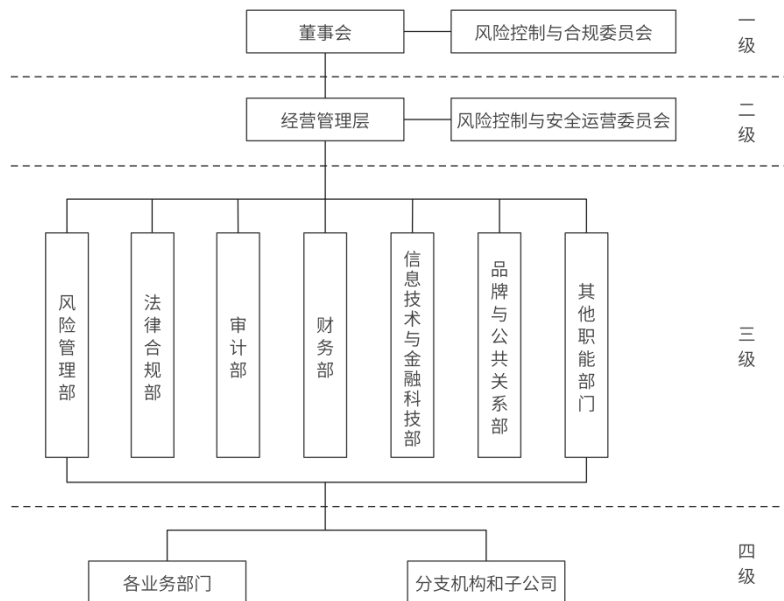 董事会
风险控制与合规委员会
一级
经营管理层
风险控制与安全运营委员会
二级
风险管理部
法律合规部
审计部
财务部
信息技术与金融科技部
品牌与公共关系部
其他职能部门
三级
各业务部门
分支机构和子公司
四级